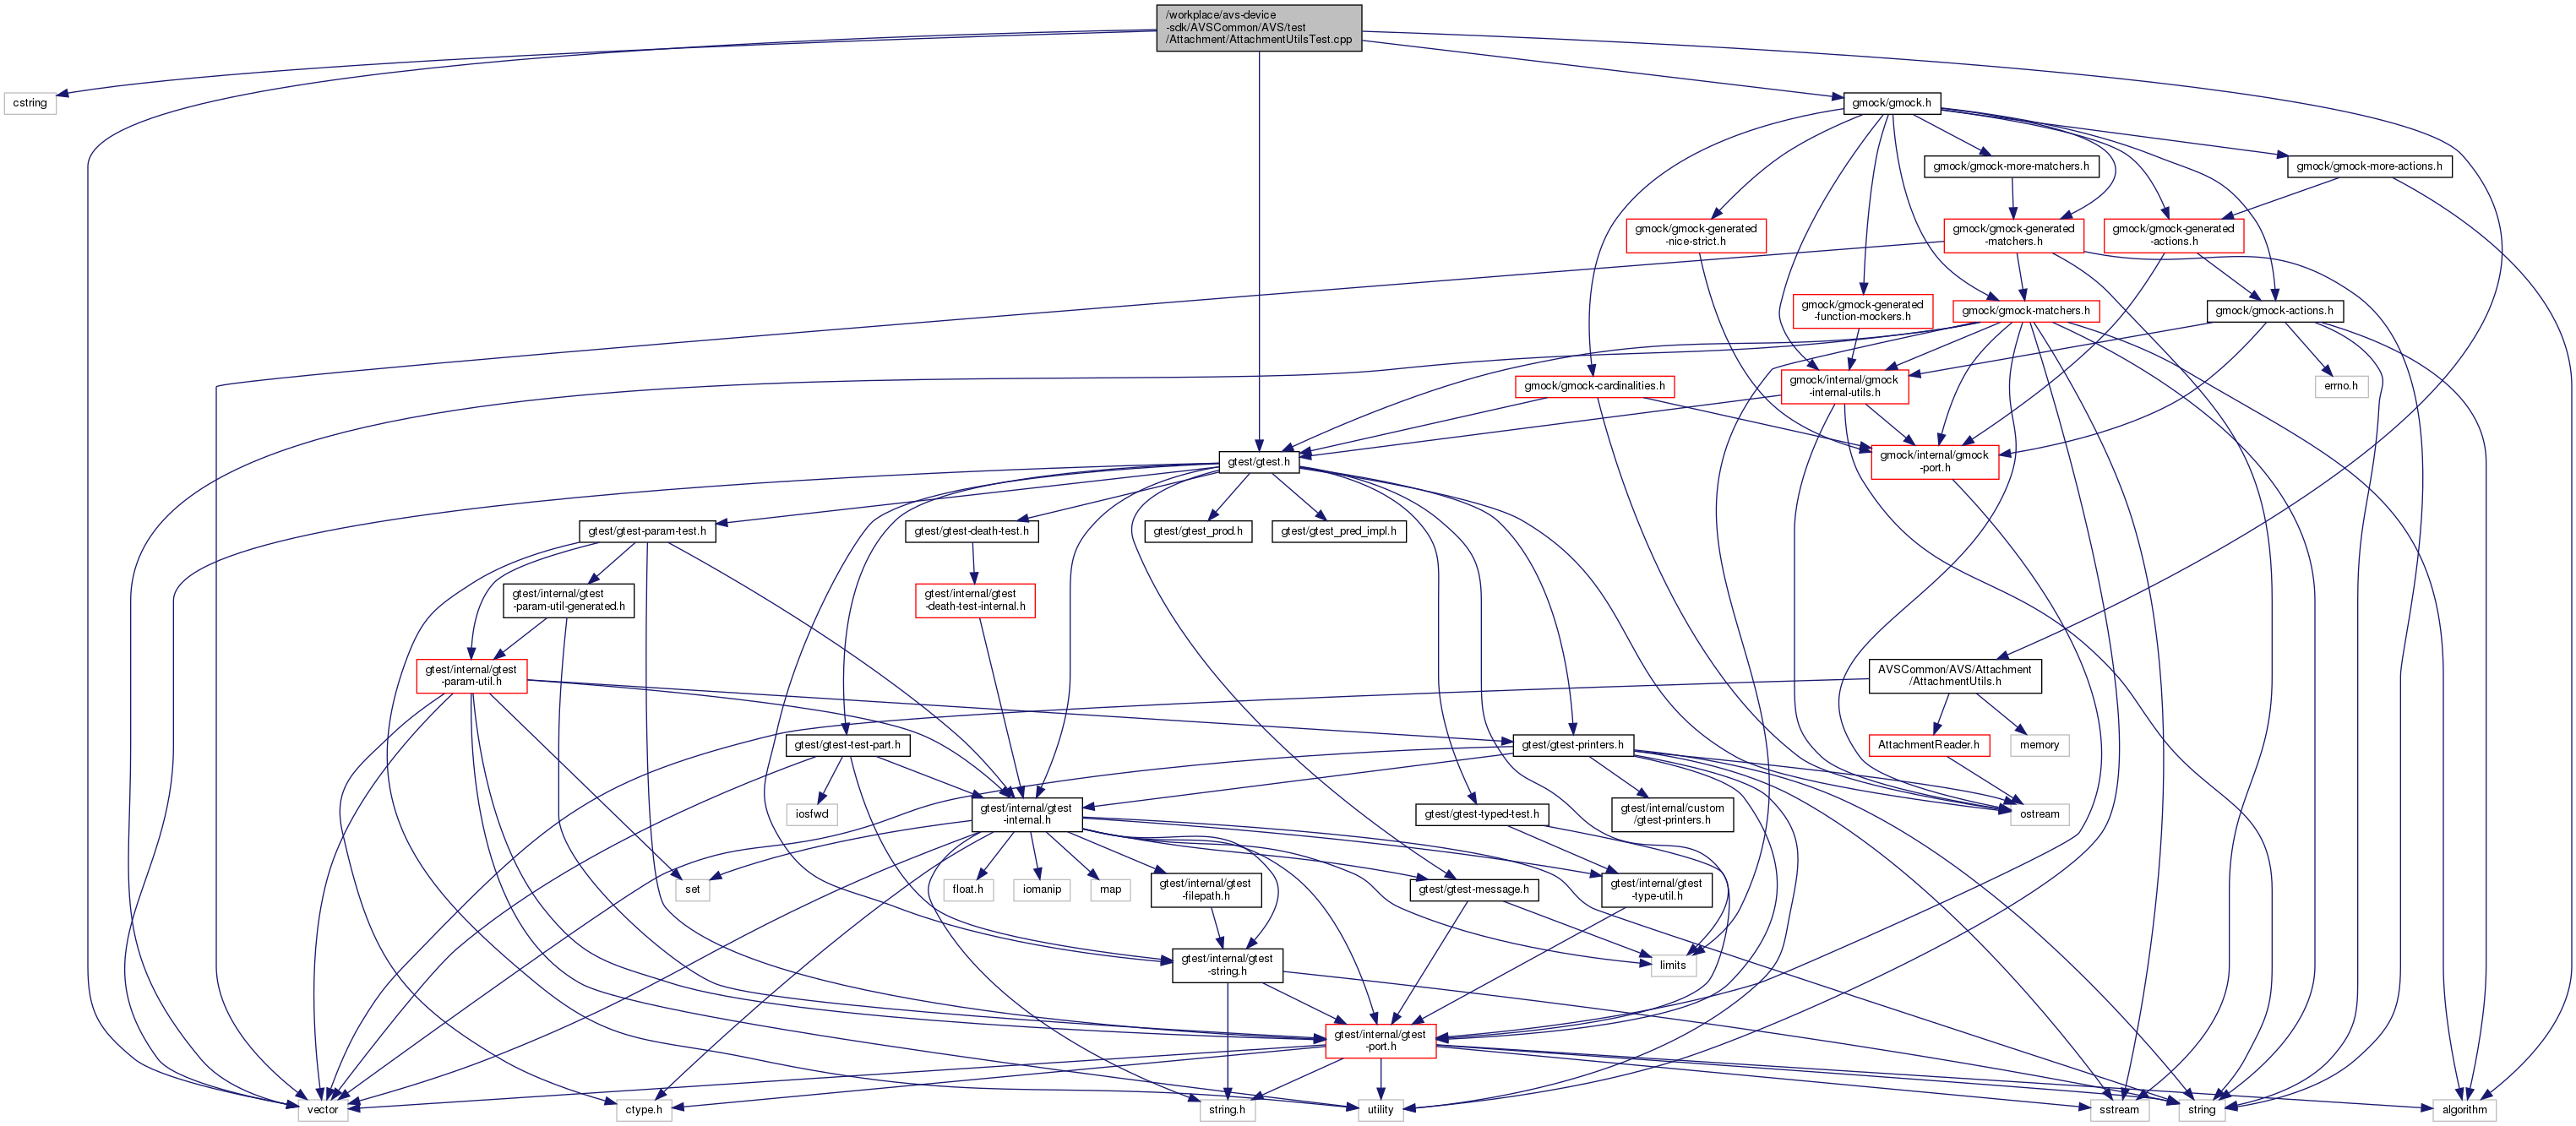 /workplace/avs-device
-sdk/AVSCommon/AVS/test
/Attachment/AttachmentUtilsTest.cpp
cstring
gmock/gmock.h
gmock/gmock-more-matchers.h
gmock/gmock-more-actions.h
gmock/gmock-generated
-nice-strict.h
gmock/gmock-generated
-matchers.h
gmock/gmock-generated
-actions.h
gmock/gmock-generated
-function-mockers.h
gmock/gmock-matchers.h
gmock/gmock-actions.h
gmock/gmock-cardinalities.h
gmock/internal/gmock
-internal-utils.h
errno.h
gtest/gtest.h
gmock/internal/gmock
-port.h
gtest/gtest-param-test.h
gtest/gtest-death-test.h
gtest/gtest_prod.h
gtest/gtest_pred_impl.h
gtest/internal/gtest
-param-util-generated.h
gtest/internal/gtest
-death-test-internal.h
gtest/internal/gtest
-param-util.h
AVSCommon/AVS/Attachment
/AttachmentUtils.h
gtest/gtest-test-part.h
gtest/gtest-printers.h
AttachmentReader.h
memory
iosfwd
gtest/internal/gtest
-internal.h
gtest/gtest-typed-test.h
gtest/internal/custom
/gtest-printers.h
ostream
set
float.h
iomanip
map
gtest/internal/gtest
-filepath.h
gtest/gtest-message.h
gtest/internal/gtest
-type-util.h
gtest/internal/gtest
-string.h
limits
gtest/internal/gtest
-port.h
vector
ctype.h
string.h
utility
sstream
string
algorithm